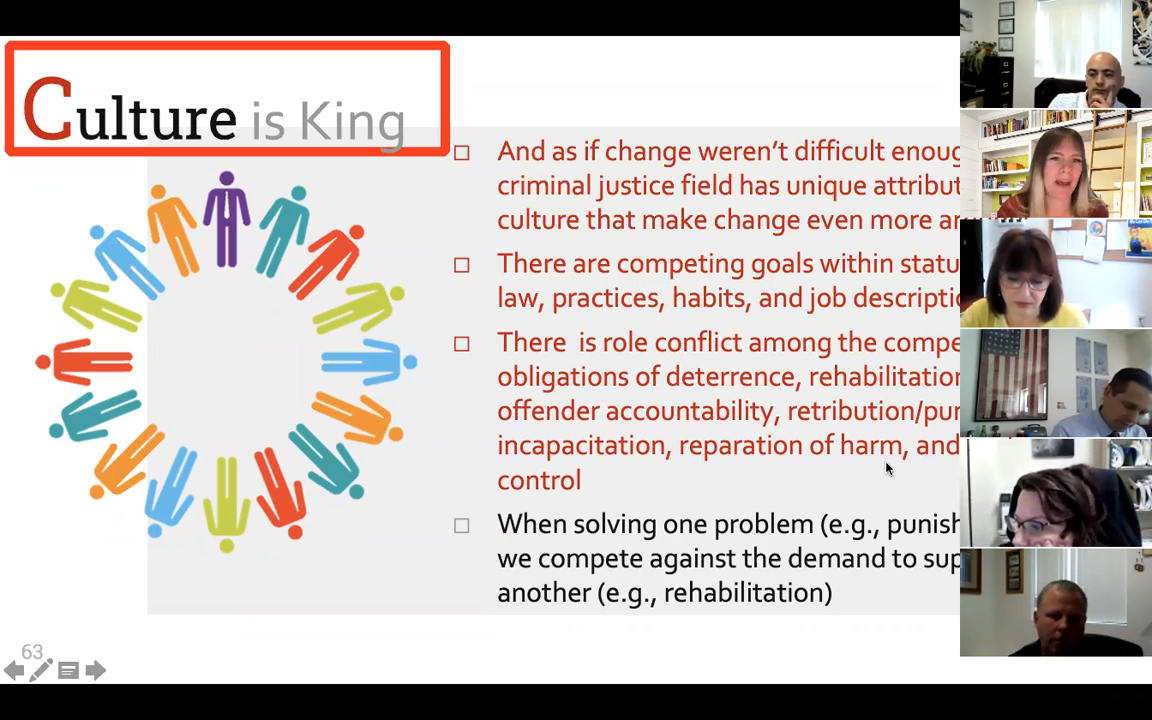 Culture is King
And as if change weren't difficult enoug
criminal justice field has unique attribut
culture that make change even more ar
There are competing goals within statu
law, practices, habits, and job descripti
There  is role conflict among the compe
obligations of deterrence, rehabilitation
offender accountability, retribution/pun
incapacitation, reparation of harm, and
control
When solving one problem (e.g., punish
we compete against the demand to sup
another (e.g., rehabilitation)
63